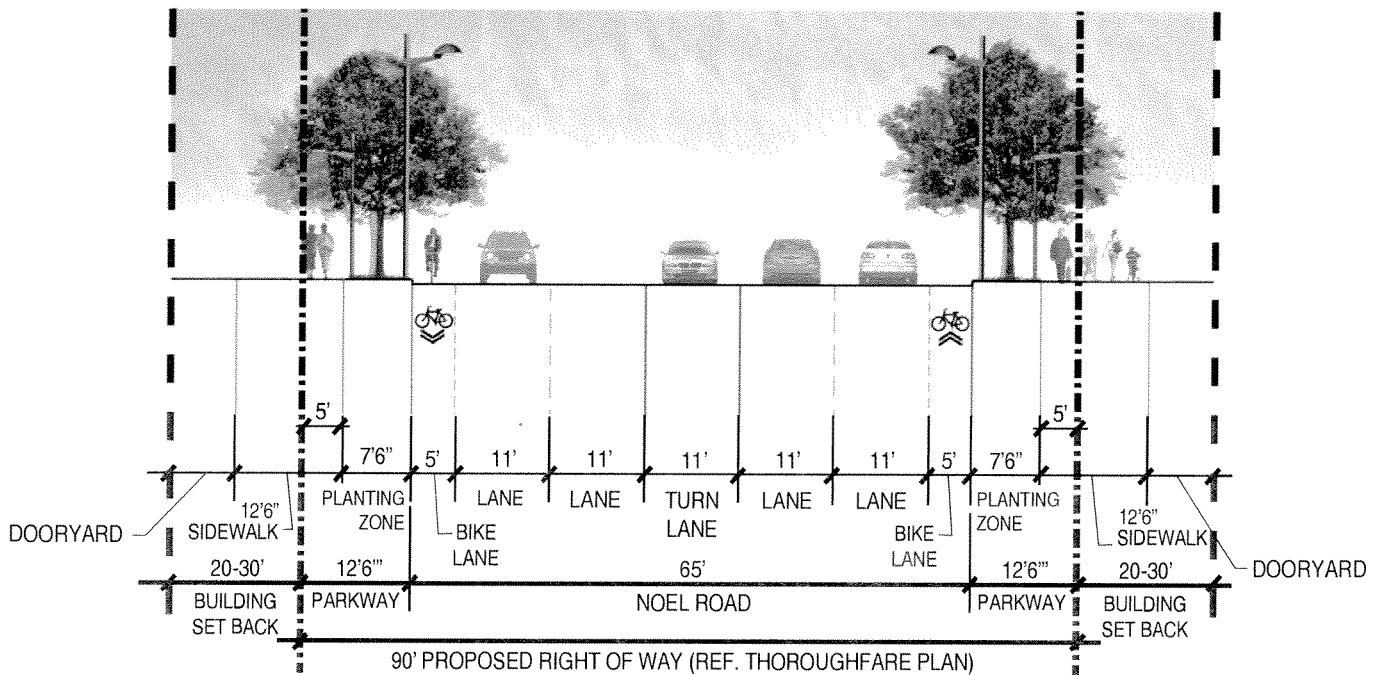 5' 5'
7'6" 5' 11' 11' 11' 11' 11' 5' 7'6"
PLANTING ZONE LANE LANE TURN LANE LANE LANE PLANTING ZONE
12'6" SIDEWALK BIKE LANE BIKE LANE 12'6" SIDEWALK
DOORYARD DOORYARD
20-30' 12'6'" 65' 12'6'" 20-30'
BUILDING SET BACK PARKWAY NOEL ROAD PARKWAY BUILDING SET BACK
90' PROPOSED RIGHT OF WAY (REF. THOROUGHFARE PLAN)